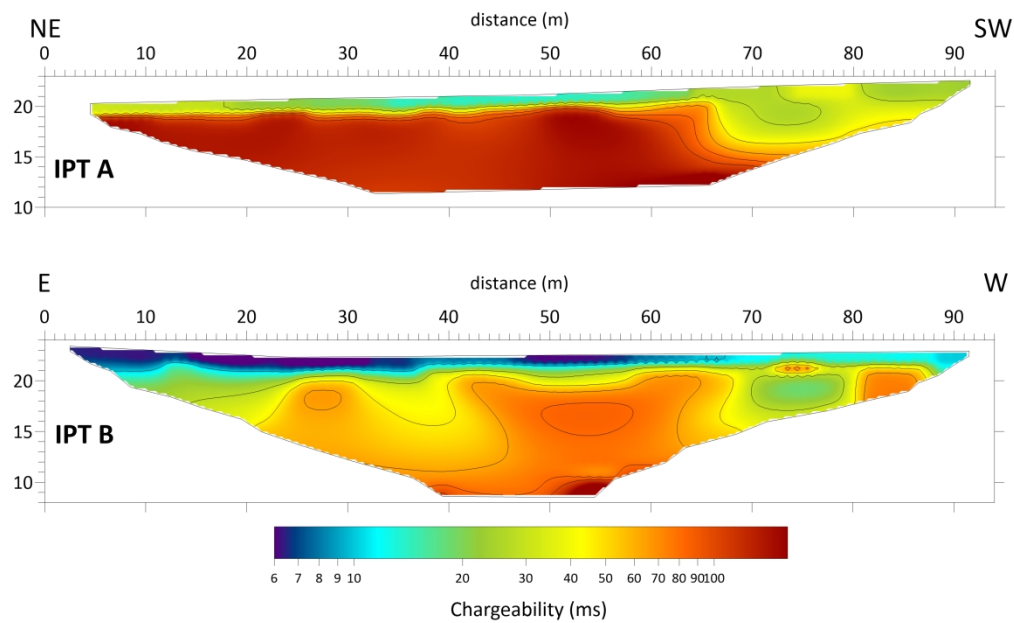 NE distance (m) SW
0 10 20 30 40 50 60 70 80 90
20
15
IPT A
10
E distance (m) W
0 10 20 30 40 50 60 70 80 90
20
15 IPT B
10
6 7 8 9 10 20 30 40 50 60 70 80 90 100
Chargeability (ms)